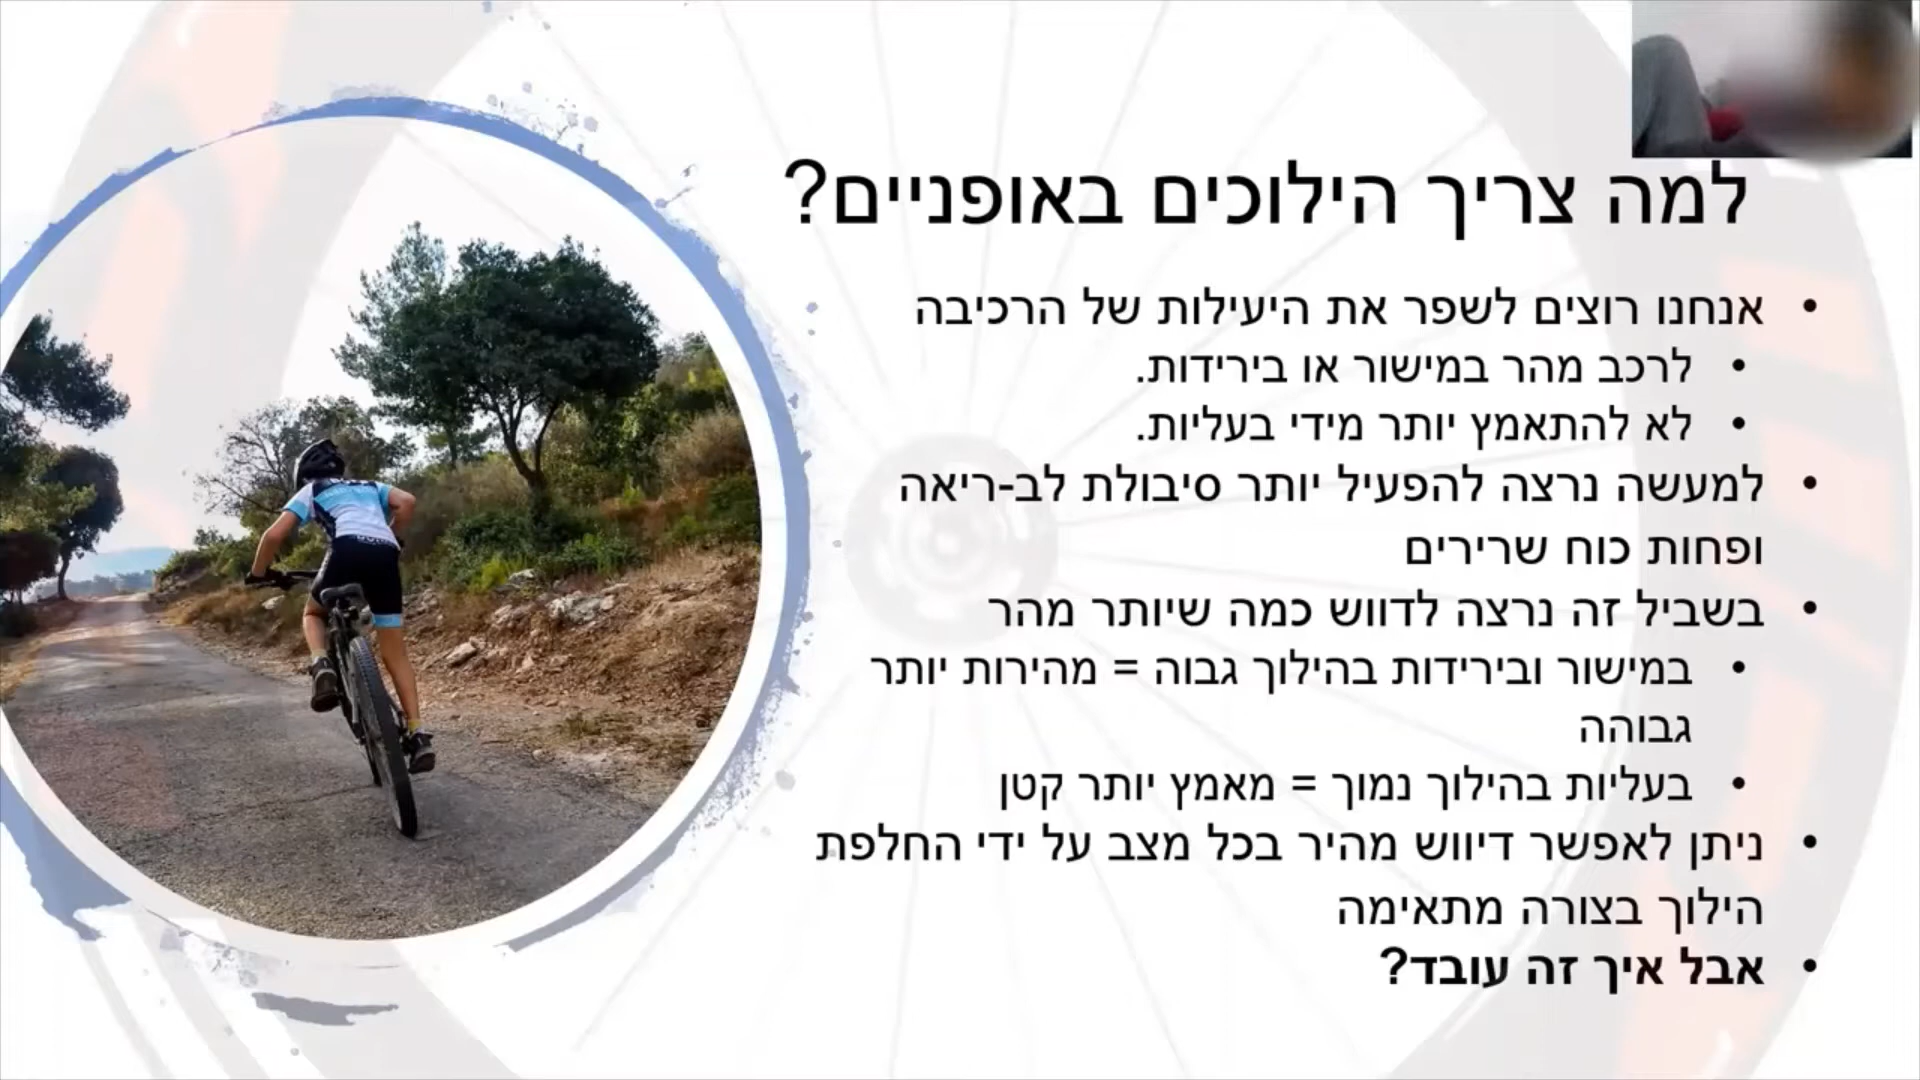 למה צריך הילוכים באופניים?
• אנחנו רוצים לשפר את היעילות של הרכיבה
• לרכב מהר במישור או בירידות.
• לא להתאמץ יותר מידי בעליות.
• למעשה נרצה להפעיל יותר סיבולת לב-ריאה
ופחות כוח שרירים
• בשביל זה נרצה לדווש כמה שיותר מהר
• במישור ובירידות בהילוך גבוה = מהירות יותר
גבוהה
• בעליות בהילוך נמוך = מאמץ יותר קטן
• ניתן לאפשר דיווש מהיר בכל מצב על ידי החלפת
הילוך בצורה מתאימה
• אבל איך זה עובד?